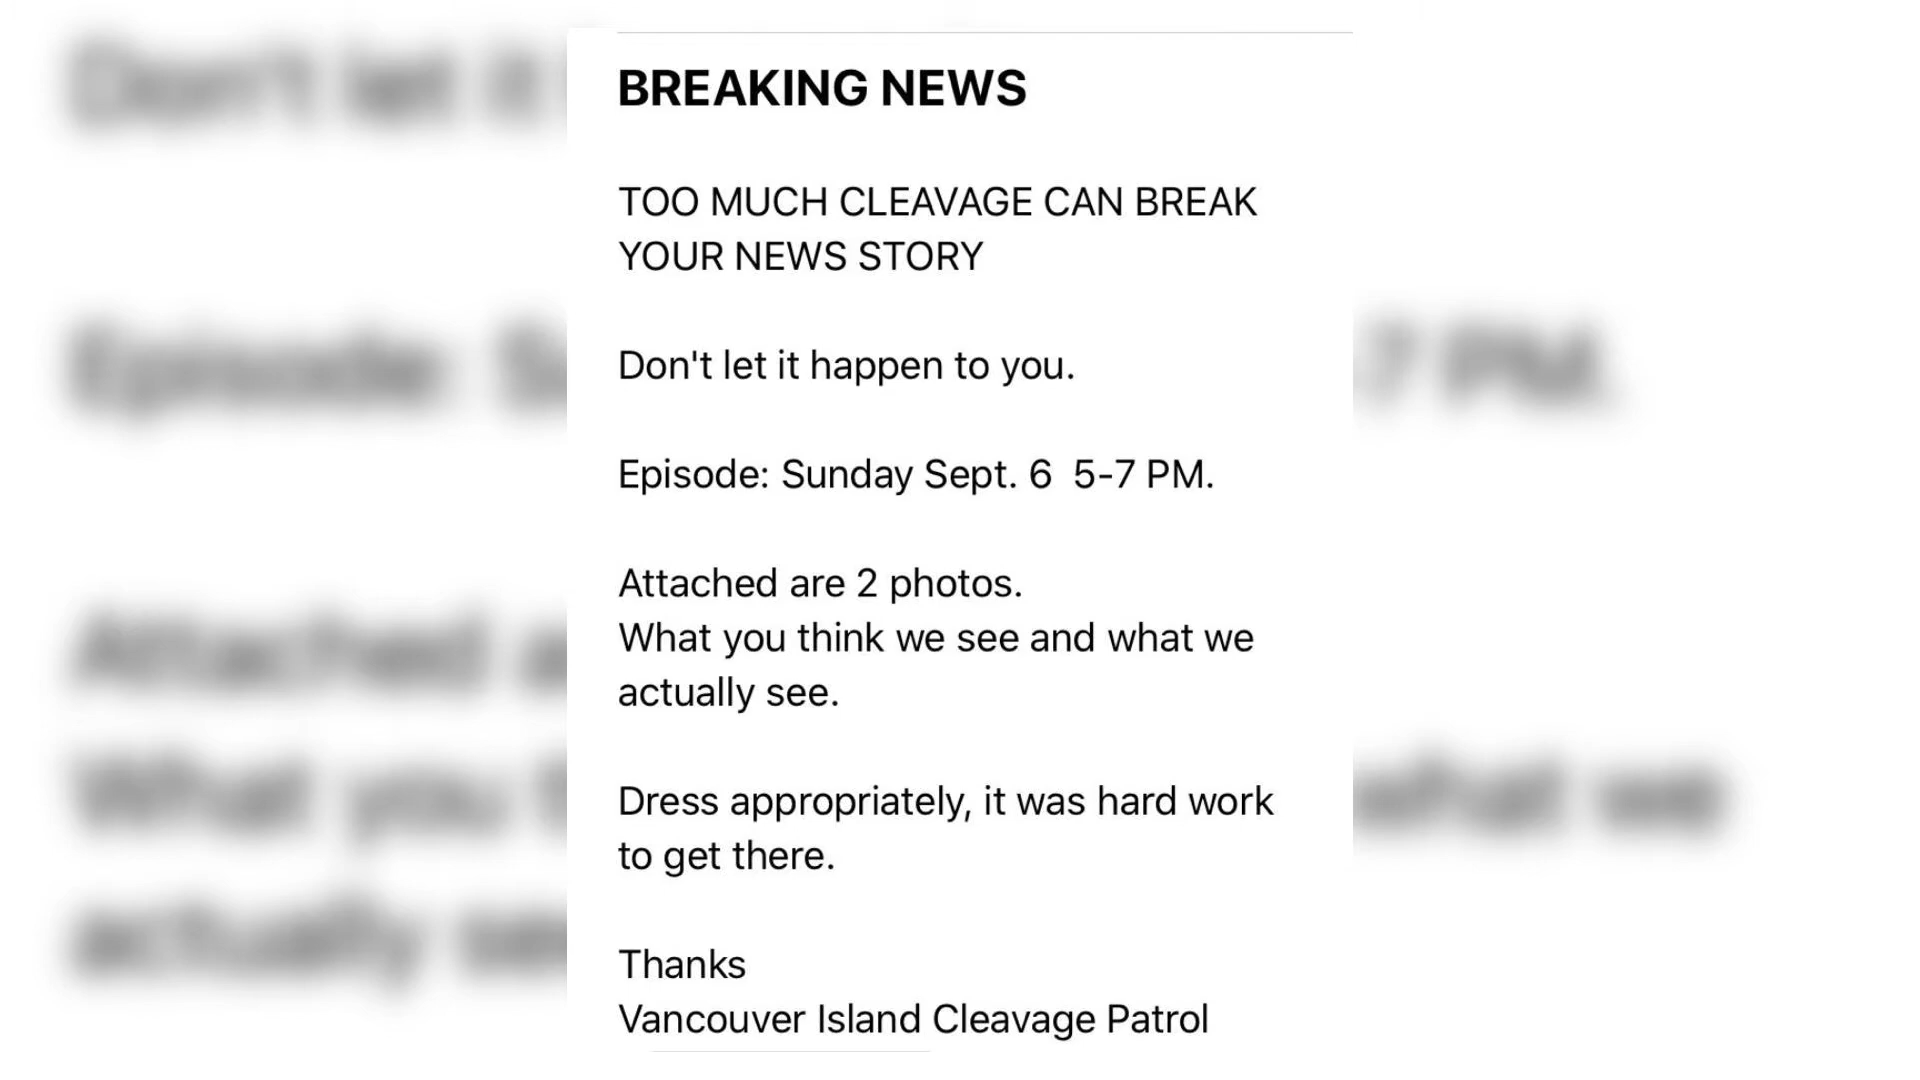 BREAKING NEWS
TOO MUCH CLEAVAGE CAN BREAK
YOUR NEWS STORY
Don't let it happen to you.
Episode: Sunday Sept. 6  5-7 PM.
Attached are 2 photos.
What you think we see and what we
actually see.
Dress appropriately, it was hard work
to get there.
Thanks
Vancouver Island Cleavage Patrol